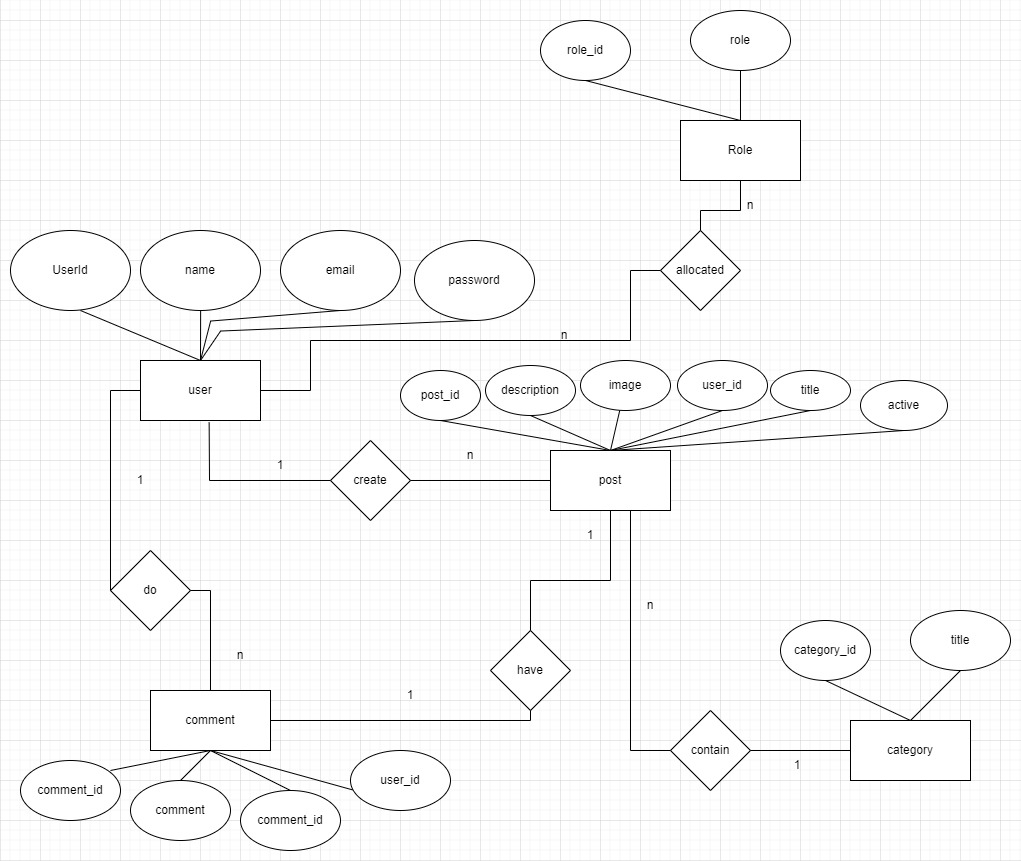 role_id
role
Role
n
allocated
UserId
name
email
password
n
user
post_id
description
image
user_id
title
active
1
create
n
post
1
1
do
n
n
have
1
comment
category_id
title
contain
1
category
comment_id
comment
comment_id
user_id